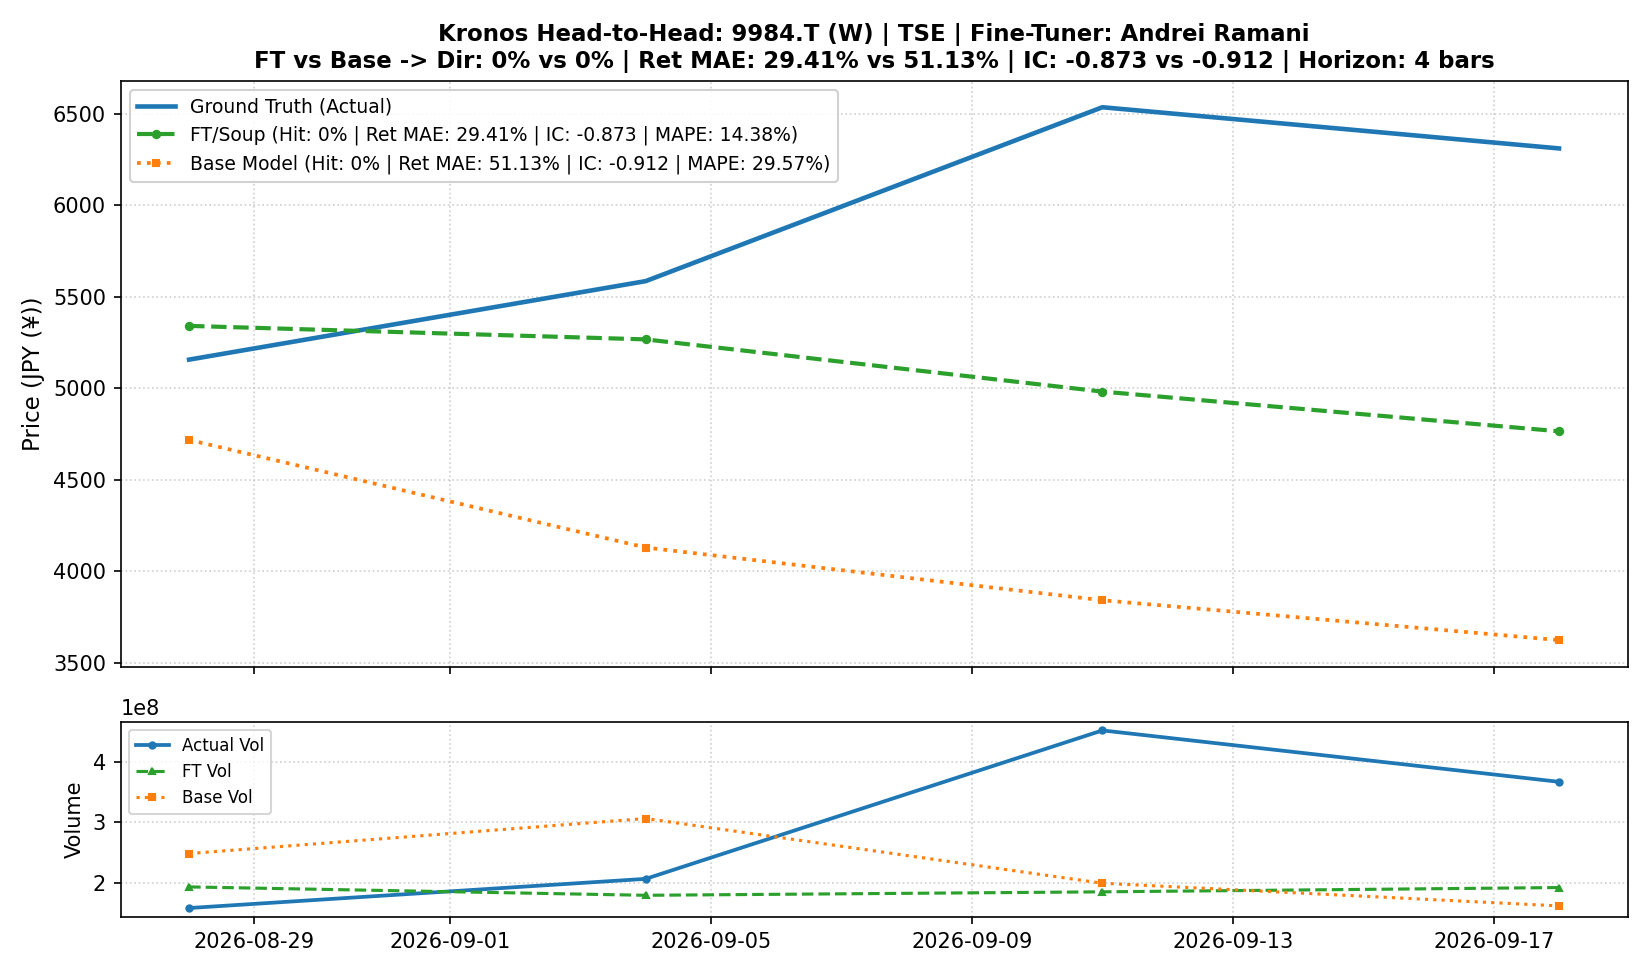 Kronos Head-to-Head: 9984.T (W) | TSE | Fine-Tuner: Andrei Ramani
FT vs Base -> Dir: 0% vs 0% | Ret MAE: 29.41% vs 51.13% | IC: -0.873 vs -0.912 | Horizon: 4 bars
Ground Truth (Actual)
FT/Soup (Hit: 0% | Ret MAE: 29.41% | IC: -0.873 | MAPE: 14.38%)
Base Model (Hit: 0% | Ret MAE: 51.13% | IC: -0.912 | MAPE: 29.57%)
Price (JPY (¥))
6500
6000
5500
5000
4500
4000
3500
1e8
Actual Vol
FT Vol
Base Vol
Volume
4
3
2
2026-08-29 2026-09-01 2026-09-05 2026-09-09 2026-09-13 2026-09-17